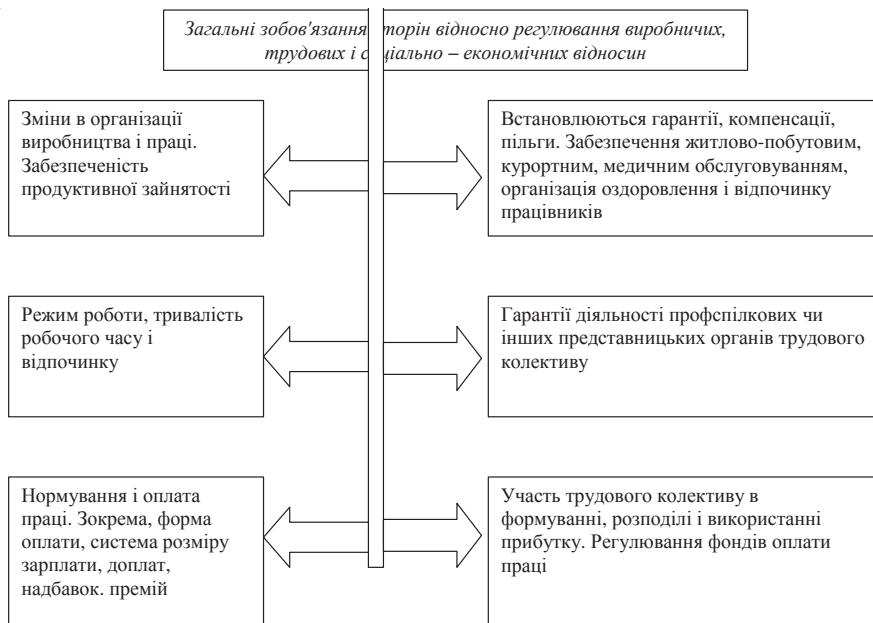 Загальні зобов'язання сторін відносно регулювання виробничих,
трудових і соціально – економічних відносин
Зміни в організації
виробництва і праці.
Забезпеченість
продуктивної зайнятості
Встановлюються гарантії, компенсації,
пільги. Забезпечення житлово-побутовим,
курортним, медичним обслуговуванням,
організація оздоровлення і відпочинку
працівників
Режим роботи, тривалість
робочого часу і
відпочинку
Гарантії діяльності профспілкових чи
інших представницьких органів трудового
колективу
Нормування і оплата
праці. Зокрема, форма
оплати, система розміру
зарплати, доплат,
надбавок. премій
Участь трудового колективу в
формуванні, розподілі і використанні
прибутку. Регулювання фондів оплати
праці